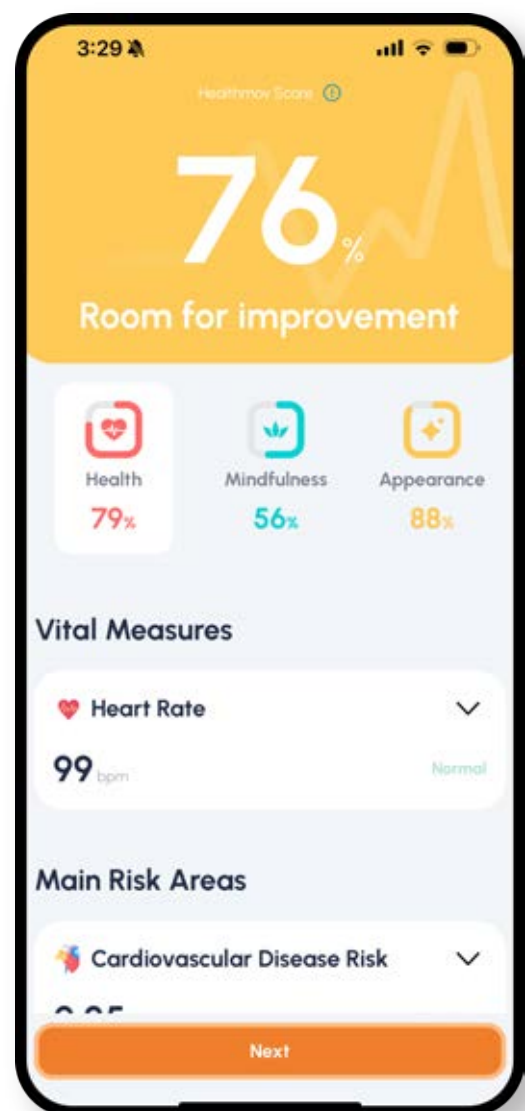 3:29
Healthmov Score
76%
Room for improvement
Health
Mindfulness
Appearance
79%
56%
88%
Vital Measures
Heart Rate
99 bpm
Normal
Main Risk Areas
Cardiovascular Disease Risk
Next